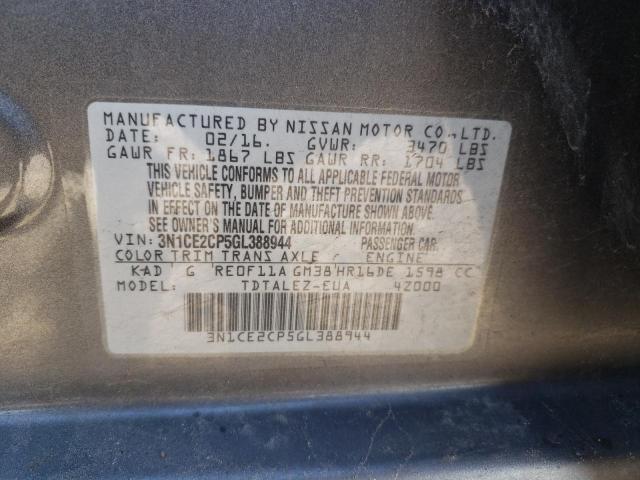 MANUFACTURED BY NISSAN MOTOR CO., LTD.
DATE: 02/16. GVWR: 3470 LBS
GAWR FR: 1867 LBS GAWR RR: 1704 LBS
THIS VEHICLE CONFORMS TO ALL APPLICABLE FEDERAL MOTOR
VEHICLE SAFETY, BUMPER AND THEFT PREVENTION STANDARDS
IN EFFECT ON THE DATE OF MANUFACTURE SHOWN ABOVE.
SEE OWNER'S MANUAL FOR ADDITIONAL INFORMATION
VIN: 3N1CE2CP5GL388944 PASSENGER CAR.
COLOR TRIM TRANS AXLE ENGINE
KAD G RE0F11A GM38 HR16DE 1598 CC
MODEL: TDTALEZ-EUA 4Z000
3N1CE2CP5GL388944